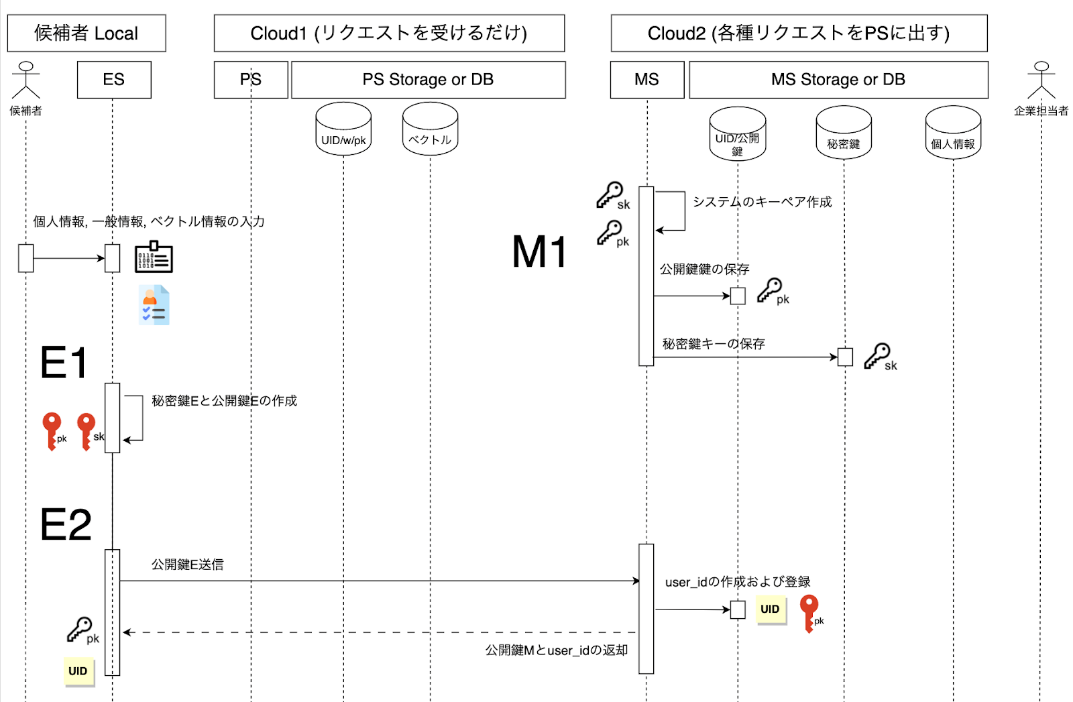 候補者 Local
Cloud1 (リクエストを受けるだけ)
Cloud2 (各種リクエストをPSに出す)
候補者
ES
PS
PS Storage or DB
MS
MS Storage or DB
企業担当者
UID/w/pk
ベクトル
UID/公開
鍵
秘密鍵
個人情報
個人情報, 一般情報, ベクトル情報の入力
0110
1001
1010
M1
sk
pk
システムのキーペア作成
公開鍵鍵の保存
pk
秘密鍵キーの保存
sk
E1
pk
sk
秘密鍵Eと公開鍵Eの作成
E2
公開鍵E送信
user_idの作成および登録
UID
pk
公開鍵Mとuser_idの返却
pk
UID